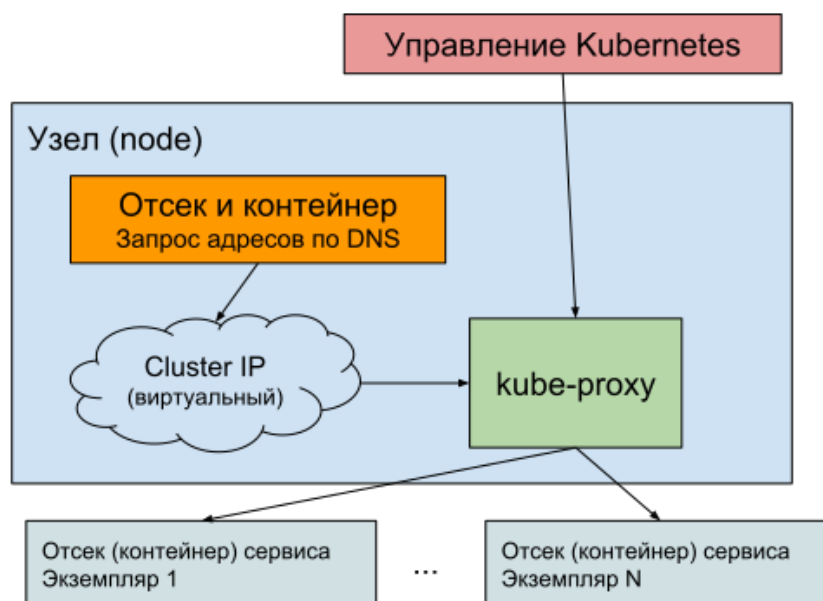 Управление Kubernetes
Узел (node)
Отсек и контейнер
Запрос адресов по DNS
Cluster IP
(виртуальный)
kube-proxy
Отсек (контейнер) сервиса
Экземпляр 1
...
Отсек (контейнер) сервиса
Экземпляр N